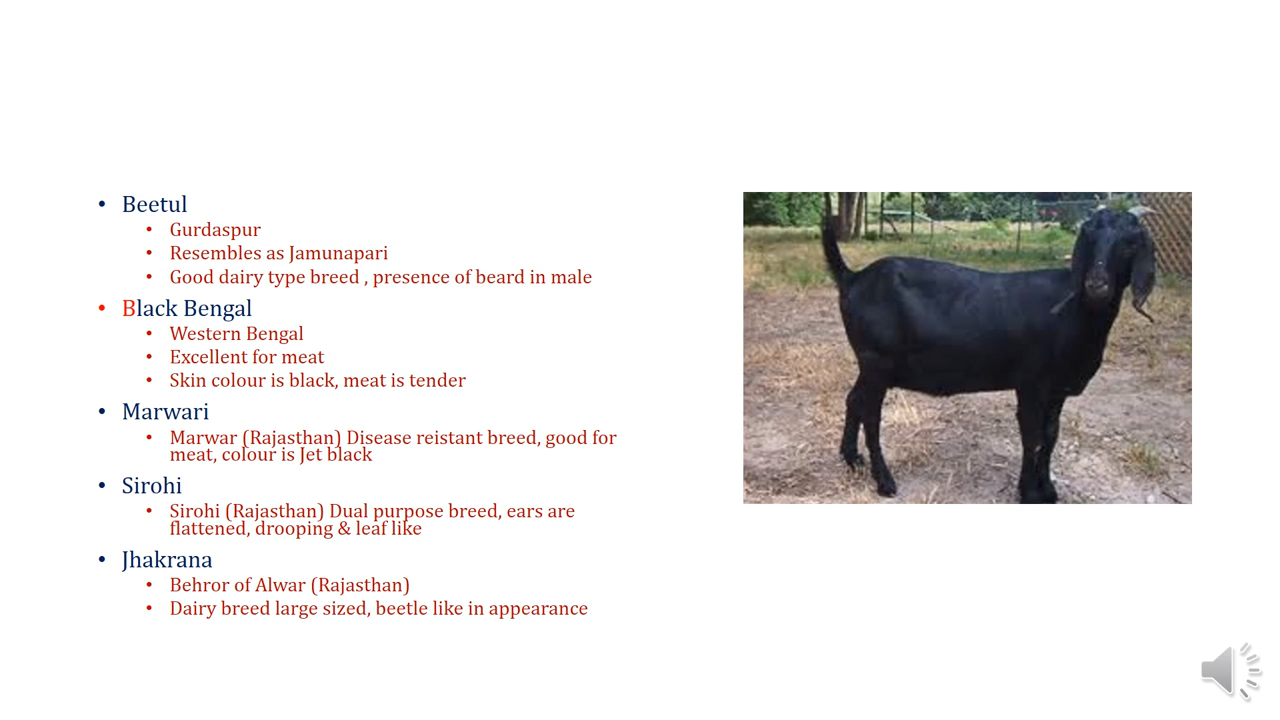 • Beetul
• Gurdaspur
• Resembles as Jamunapari
• Good dairy type breed , presence of beard in male
• Black Bengal
• Western Bengal
• Excellent for meat
• Skin colour is black, meat is tender
• Marwari
• Marwar (Rajasthan) Disease reistant breed, good for
meat, colour is Jet black
• Sirohi
• Sirohi (Rajasthan) Dual purpose breed, ears are
flattened, drooping & leaf like
• Jhakrana
• Behror of Alwar (Rajasthan)
• Dairy breed large sized, beetle like in appearance